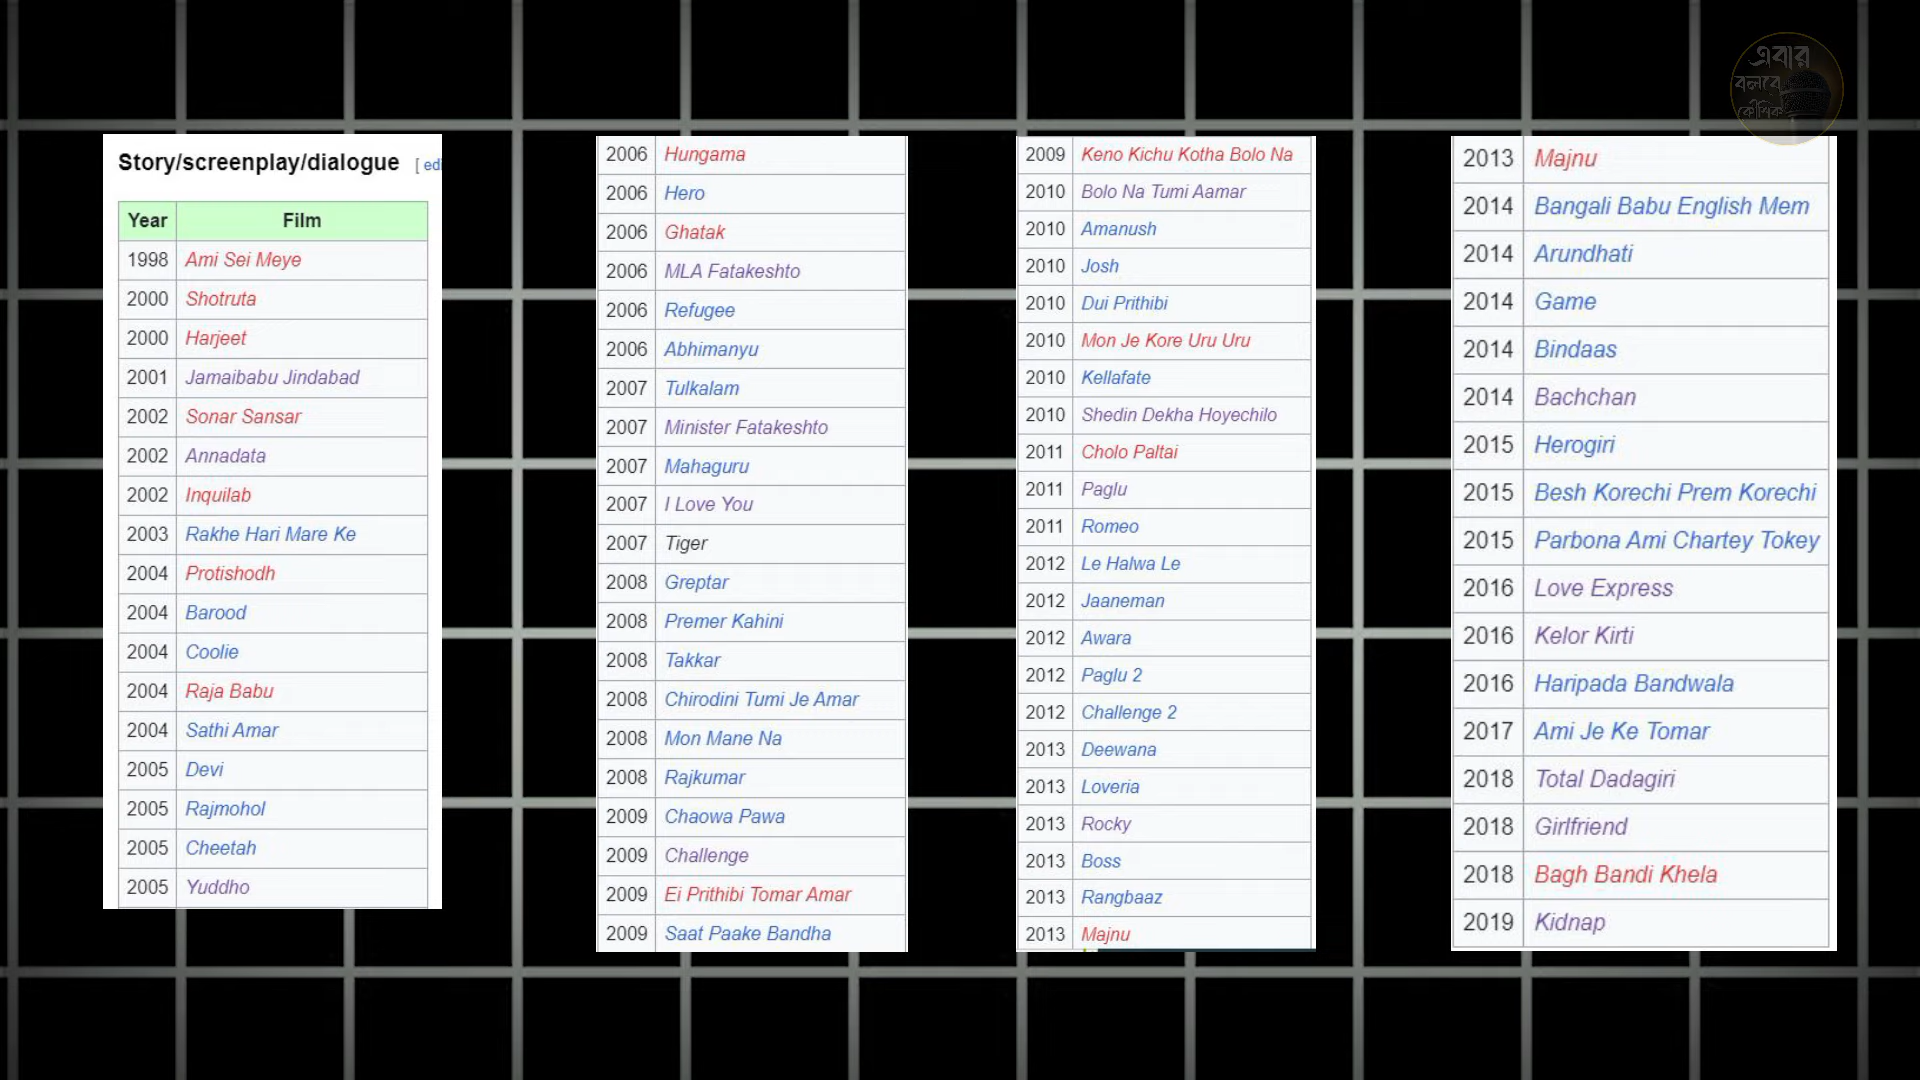 Story/screenplay/dialogue [ edi
Year Film
1998 Ami Sei Meye
2000 Shotruta
2000 Harjeet
2001 Jamaibabu Jindabad
2002 Sonar Sansar
2002 Annadata
2002 Inquilab
2003 Rakhe Hari Mare Ke
2004 Protishodh
2004 Barood
2004 Coolie
2004 Raja Babu
2004 Sathi Amar
2005 Devi
2005 Rajmohol
2005 Cheetah
2005 Yuddho
2006 Hungama
2006 Hero
2006 Ghatak
2006 MLA Fatakeshto
2006 Refugee
2006 Abhimanyu
2007 Tulkalam
2007 Minister Fatakeshto
2007 Mahaguru
2007 I Love You
2007 Tiger
2008 Greptar
2008 Premer Kahini
2008 Takkar
2008 Chirodini Tumi Je Amar
2008 Mon Mane Na
2008 Rajkumar
2009 Chaowa Pawa
2009 Challenge
2009 Ei Prithibi Tomar Amar
2009 Saat Paake Bandha
2009 Keno Kichu Kotha Bolo Na
2010 Bolo Na Tumi Aamar
2010 Amanush
2010 Josh
2010 Dui Prithibi
2010 Mon Je Kore Uru Uru
2010 Kellafate
2010 Shedin Dekha Hoyechilo
2011 Cholo Paltai
2011 Paglu
2011 Romeo
2012 Le Halwa Le
2012 Jaaneman
2012 Awara
2012 Paglu 2
2012 Challenge 2
2013 Deewana
2013 Loveria
2013 Rocky
2013 Boss
2013 Rangbaaz
2013 Majnu
2013 Majnu
2014 Bangali Babu English Mem
2014 Arundhati
2014 Game
2014 Bindaas
2014 Bachchan
2015 Herogiri
2015 Besh Korechi Prem Korechi
2015 Parbona Ami Chartey Tokey
2016 Love Express
2016 Kelor Kirti
2016 Haripada Bandwala
2017 Ami Je Ke Tomar
2018 Total Dadagiri
2018 Girlfriend
2018 Bagh Bandi Khela
2019 Kidnap
এবার
বলবে
কৌশিক